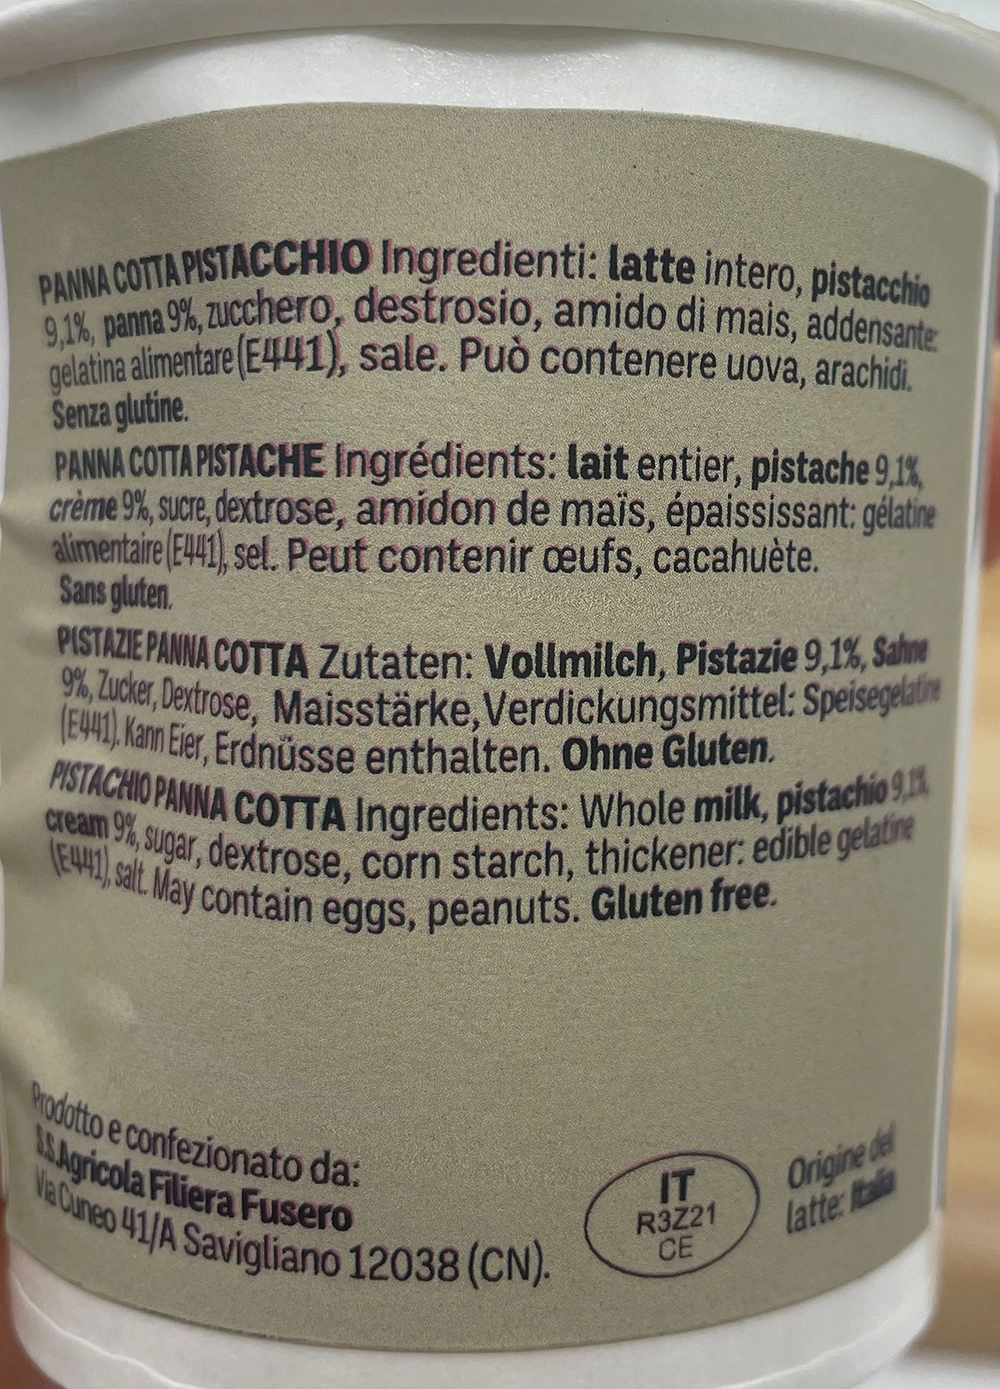 PANNA COTTA PISTACCHIO Ingredienti: latte intero, pistacchio
9,1%, panna 9%, zucchero, destrosio, amido di mais, addensante:
gelatina alimentare (E441), sale. Può contenere uova, arachidi.
Senza glutine.
PANNA COTTA PISTACHE Ingrédients: lait entier, pistache 9,1%,
crème 9%, sucre, dextrose, amidon de maïs, épaississant: gélatine
alimentaire (E441), sel. Peut contenir œufs, cacahuète.
Sans gluten.
PISTAZIE PANNA COTTA Zutaten: Vollmilch, Pistazie 9,1%, Sahne
9%, Zucker, Dextrose, Maisstärke, Verdickungsmittel: Speisegelatine
(E441). Kann Eier, Erdnüsse enthalten. Ohne Gluten.
PISTACHIO PANNA COTTA Ingredients: Whole milk, pistachio 9,1%,
cream 9%, sugar, dextrose, corn starch, thickener: edible gelatine
(E441), salt. May contain eggs, peanuts. Gluten free.
Prodotto e confezionato da:
S.S.Agricola Filiera Fusero
Via Cuneo 41/A Savigliano 12038 (CN).
IT
R3Z21
CE
Origine del
latte: Italia